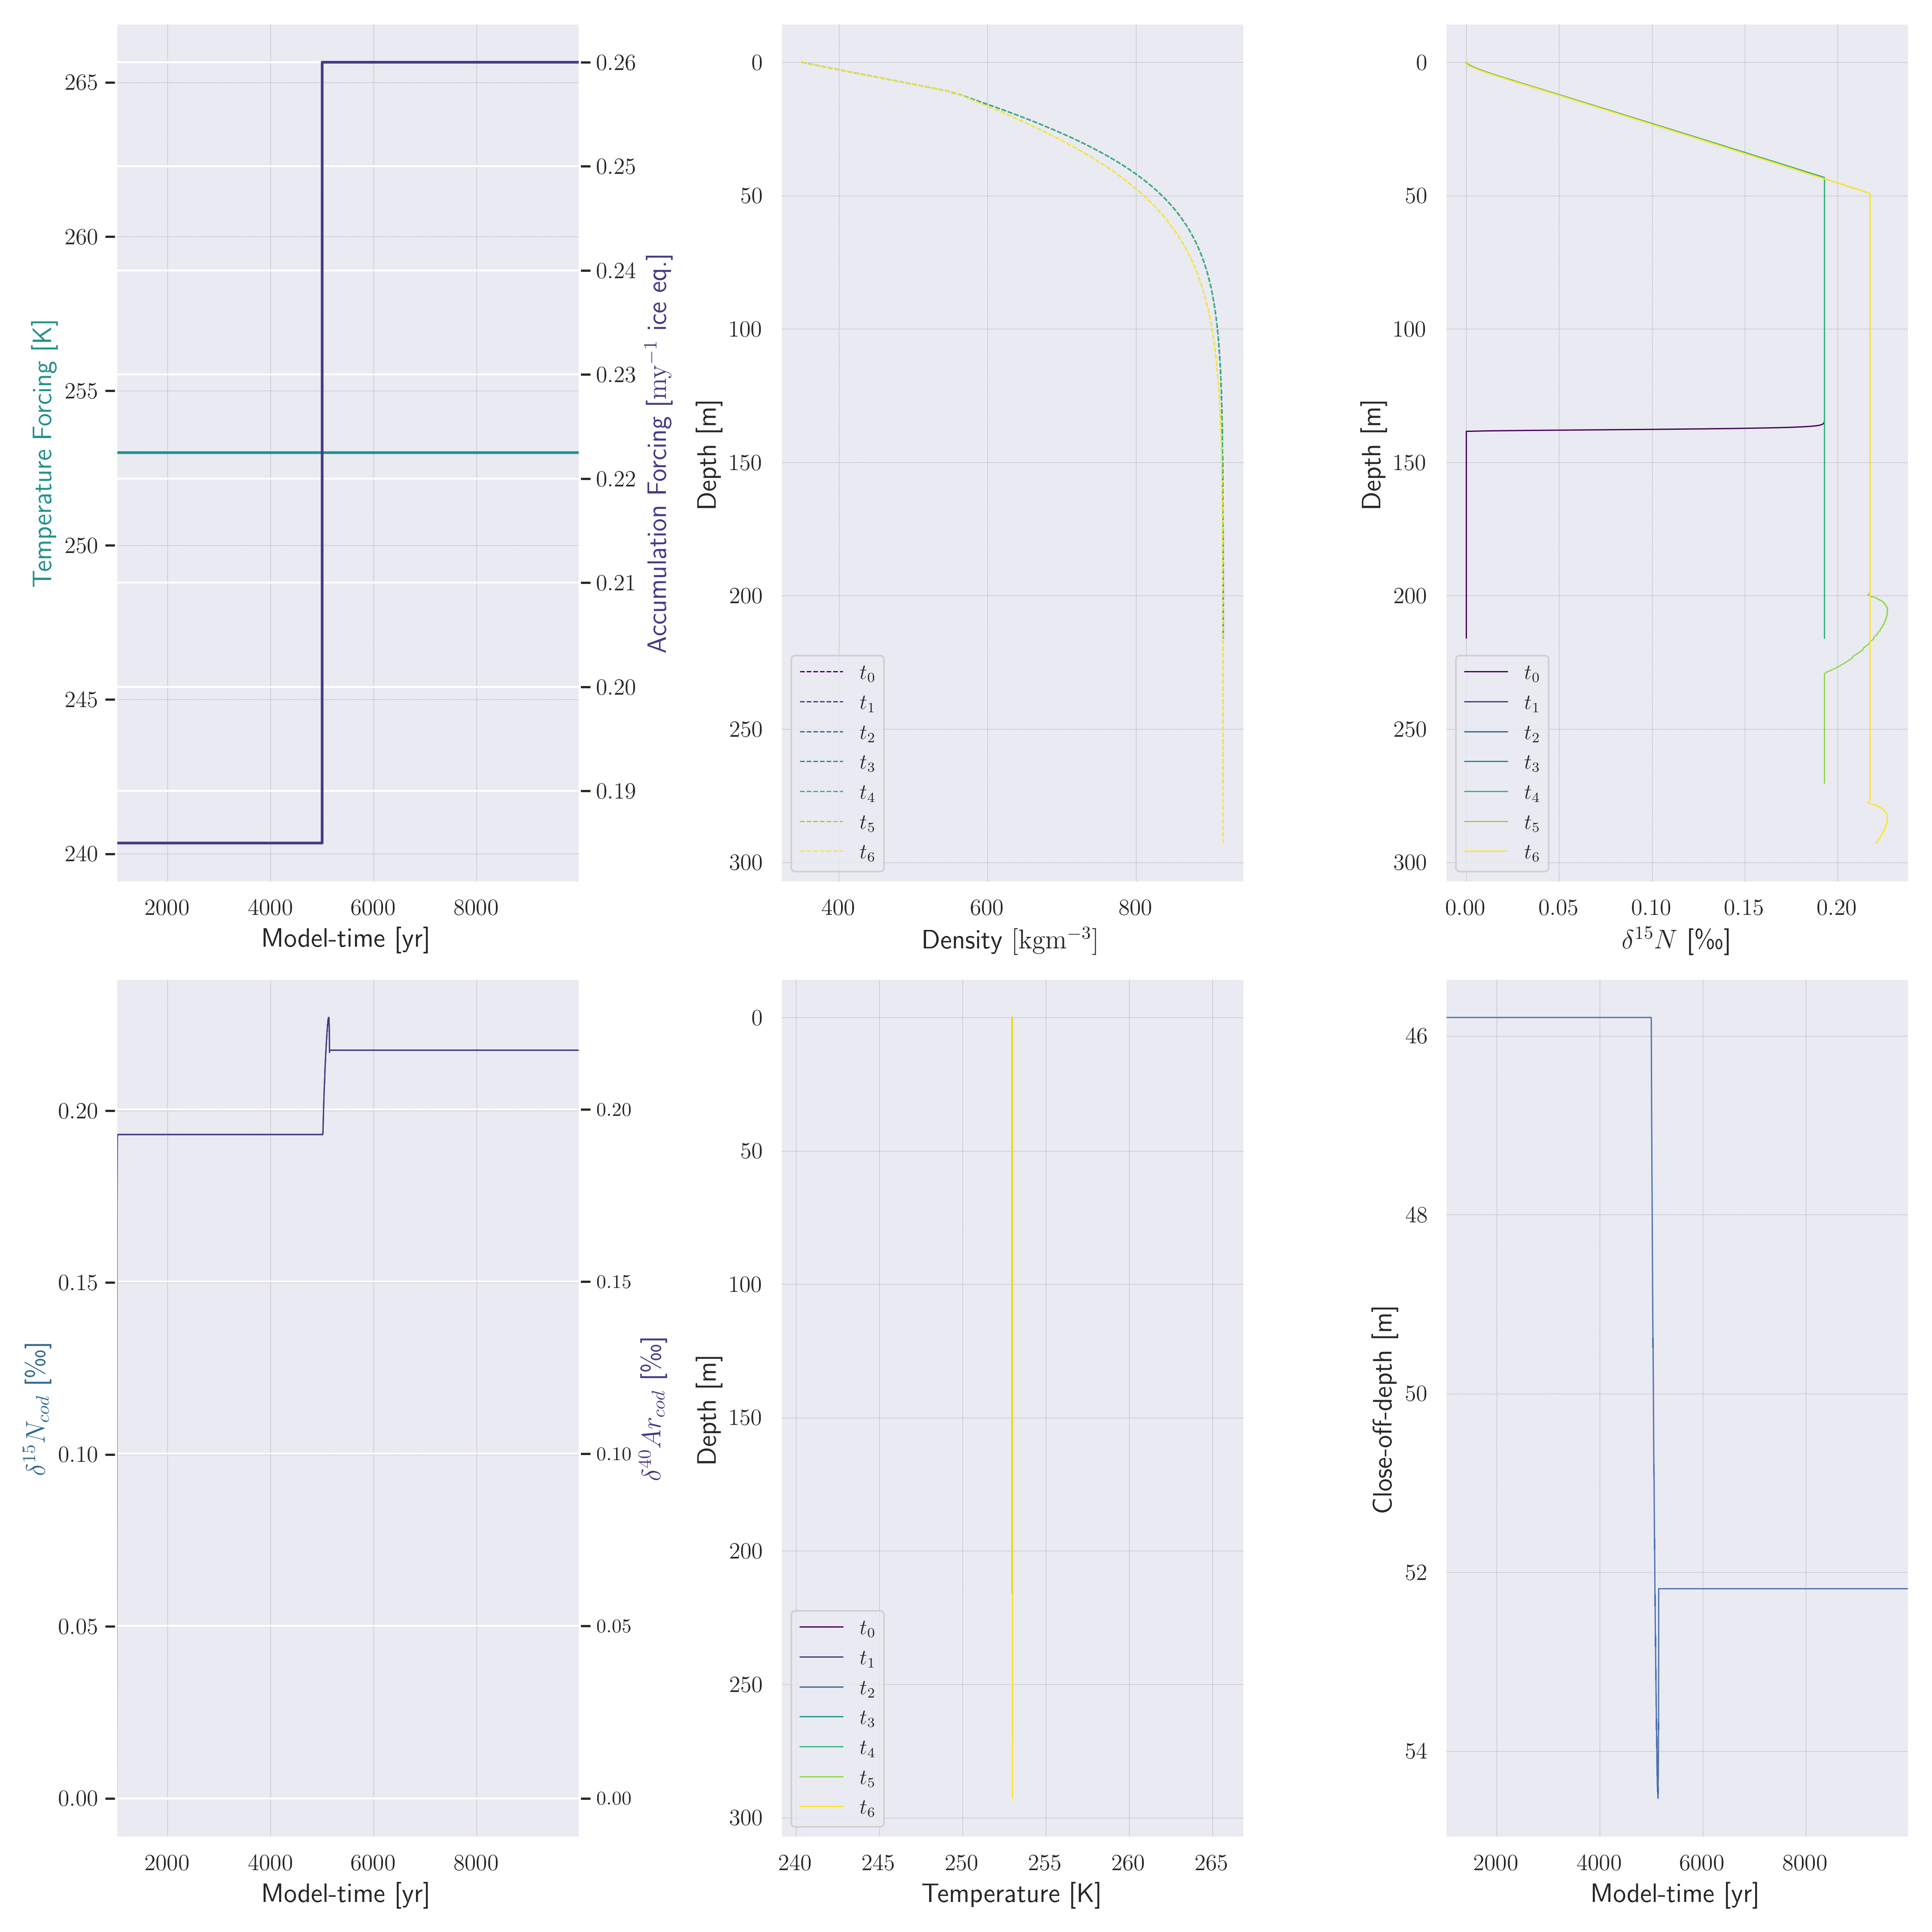 265
260
255
250
245
240
Temperature Forcing [K]
0.26
0.25
0.24
0.23
0.22
0.21
0.20
0.19
Accumulation Forcing [my⁻¹ ice eq.]
2000 4000 6000 8000
Model-time [yr]
0
50
100
150
200
250
300
Depth [m]
t₀
t₁
t₂
t₃
t₄
t₅
t₆
400 600 800
Density [kgm⁻³]
0
50
100
150
200
250
300
Depth [m]
t₀
t₁
t₂
t₃
t₄
t₅
t₆
0.00 0.05 0.10 0.15 0.20
δ¹⁵N [‰]
0.20
0.15
0.10
0.05
0.00
δ¹⁵N_cod [‰]
0.20
0.15
0.10
0.05
0.00
δ⁴⁰Ar_cod [‰]
2000 4000 6000 8000
Model-time [yr]
0
50
100
150
200
250
300
Depth [m]
t₀
t₁
t₂
t₃
t₄
t₅
t₆
240 245 250 255 260 265
Temperature [K]
46
48
50
52
54
Close-off-depth [m]
2000 4000 6000 8000
Model-time [yr]